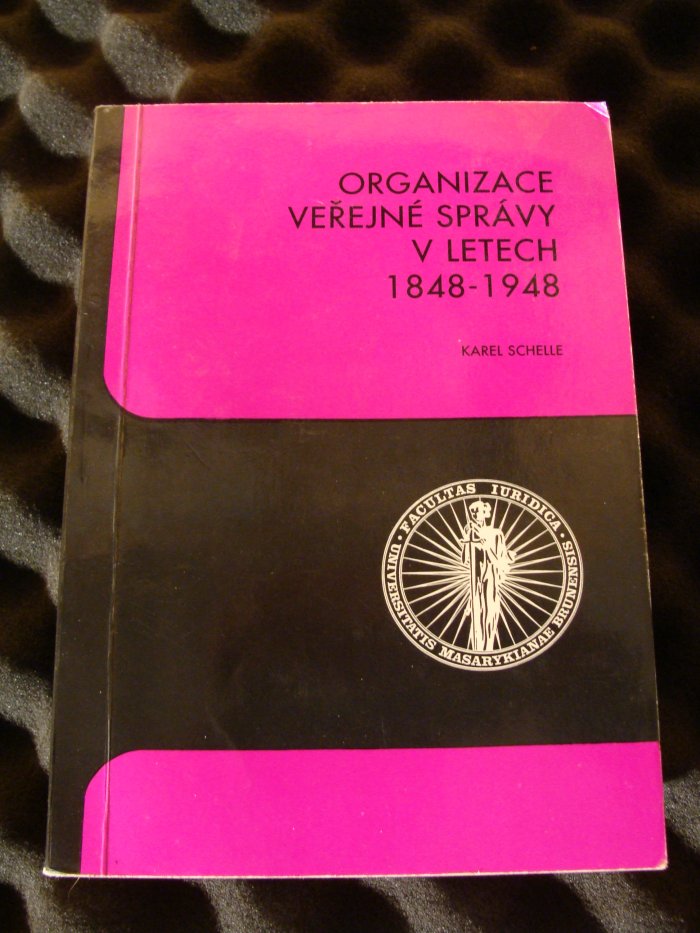 ORGANIZACE
VEŘEJNÉ SPRÁVY
V LETECH
1848-1948
KAREL SCHELLE
• FACULTAS IURIDICA •
UNIVERSITATIS MASARYKIANAE BRUNENSIS